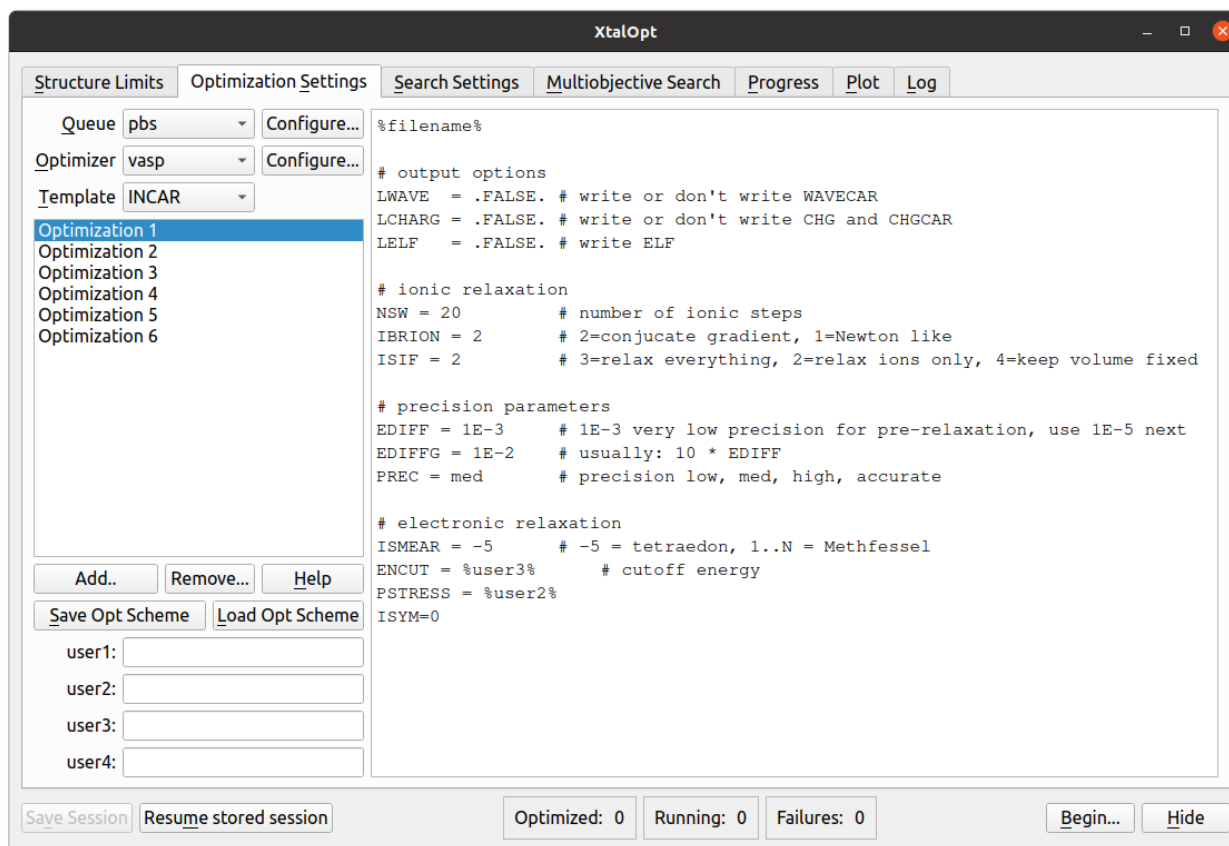 XtalOpt
Structure Limits
Optimization Settings
Search Settings
Multiobjective Search
Progress
Plot
Log
Queue pbs Configure...
Optimizer vasp Configure...
Template INCAR
Optimization 1
Optimization 2
Optimization 3
Optimization 4
Optimization 5
Optimization 6
Add.. Remove... Help
Save Opt Scheme Load Opt Scheme
user1:
user2:
user3:
user4:
%filename%
# output options
LWAVE = .FALSE. # write or don't write WAVECAR
LCHARG = .FALSE. # write or don't write CHG and CHGCAR
LELF = .FALSE. # write ELF
# ionic relaxation
NSW = 20 # number of ionic steps
IBRION = 2 # 2=conjucate gradient, 1=Newton like
ISIF = 2 # 3=relax everything, 2=relax ions only, 4=keep volume fixed
# precision parameters
EDIFF = 1E-3 # 1E-3 very low precision for pre-relaxation, use 1E-5 next
EDIFFG = 1E-2 # usually: 10 * EDIFF
PREC = med # precision low, med, high, accurate
# electronic relaxation
ISMEAR = -5 # -5 = tetraedon, 1..N = Methfessel
ENCUT = %user3% # cutoff energy
PSTRESS = %user2%
ISYM=0
Save Session Resume stored session Optimized: 0 Running: 0 Failures: 0 Begin... Hide